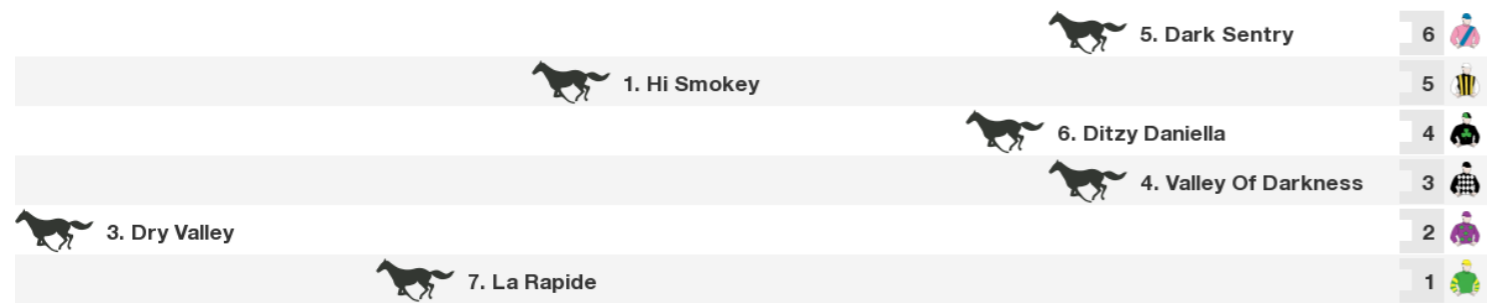 5. Dark Sentry 6
1. Hi Smokey 5
6. Ditzy Daniella 4
4. Valley Of Darkness 3
3. Dry Valley 2
7. La Rapide 1